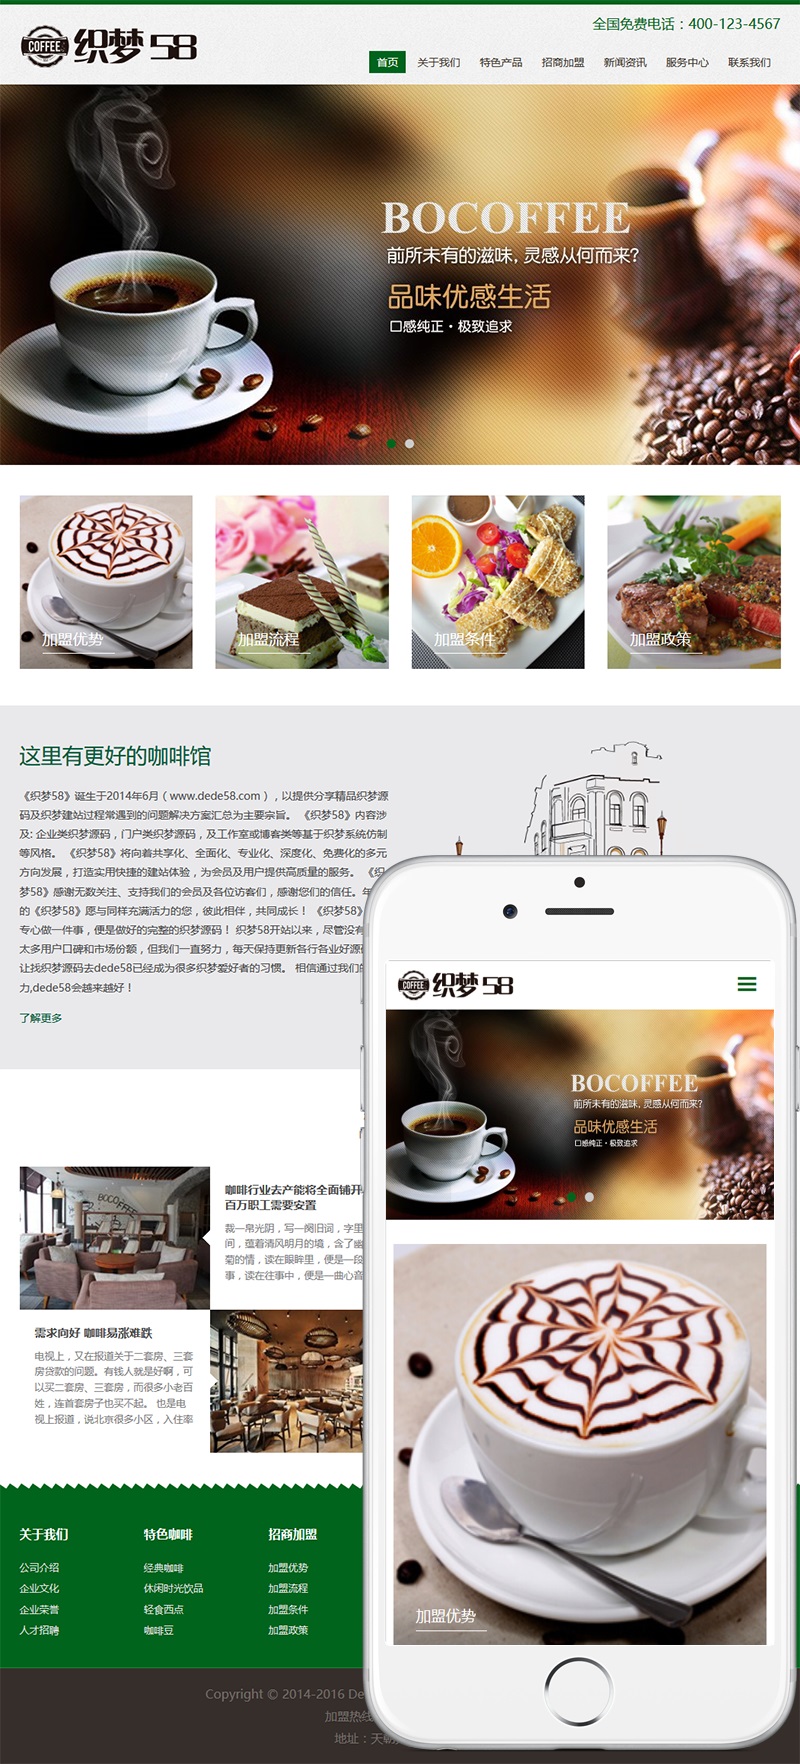 全国免费电话：400-123-4567
COFFEE 织梦 58
首页 关于我们 特色产品 招商加盟 新闻资讯 服务中心 联系我们
BOCOFFEE
前所未有的滋味, 灵感从何而来?
品味优感生活
口感纯正・极致追求
加盟优势 加盟流程 加盟条件 加盟政策
这里有更好的咖啡馆
《织梦58》诞生于2014年6月（www.dede58.com），以提供分享精品织梦源
码及织梦建站过程常遇到的问题解决方案汇总为主要宗旨。 《织梦58》内容涉
及: 企业类织梦源码，门户类织梦源码，及工作室或博客类等基于织梦系统仿制
等风格。 《织梦58》将向着共享化、全面化、专业化、深度化、免费化的多元
方向发展，打造实用快捷的建站体验，为会员及用户提供高质量的服务。 《织
梦58》感谢无数关注、支持我们的会员及各位访客们，感谢您们的信任。年
的《织梦58》愿与同样充满活力的您，彼此相伴，共同成长！ 《织梦58》
专心做一件事，便是做好的完整的织梦源码！ 织梦58开站以来，尽管没有
太多用户口碑和市场份额，但我们一直努力，每天保持更新各行各业好源
让找织梦源码去dede58已经成为很多织梦爱好者的习惯。 相信通过我们的
力,dede58会越来越好！
了解更多
BOCOFFEE
咖啡行业去产能将全面铺开
百万职工需要安置
裁一帛光阴，写一阕旧词，字里
间，蕴着清风明月的墙，含了幽
菊的情，读在眼眸里，便是一段
事，读在往事中，便是一曲心音
需求向好 咖啡易涨难跌
电视上，又在报道关于二套房、三套
房贷款的问题。有钱人就是好啊，可
以买二套房、三套房，而很多小老百
姓，连首套房子也买不起。 也是电
视上报道，说北京很多小区，入住率
关于我们 特色咖啡 招商加盟
公司介绍 经典咖啡 加盟优势
企业文化 休闲时光饮品 加盟流程
企业荣誉 轻食西点 加盟条件
人才招聘 咖啡豆 加盟政策
Copyright © 2014-2016 De
加盟热线
地址：天朝
COFFEE 织梦 58
BOCOFFEE
前所未有的滋味, 灵感从何而来?
品味优感生活
口感纯正・极致追求
加盟优势